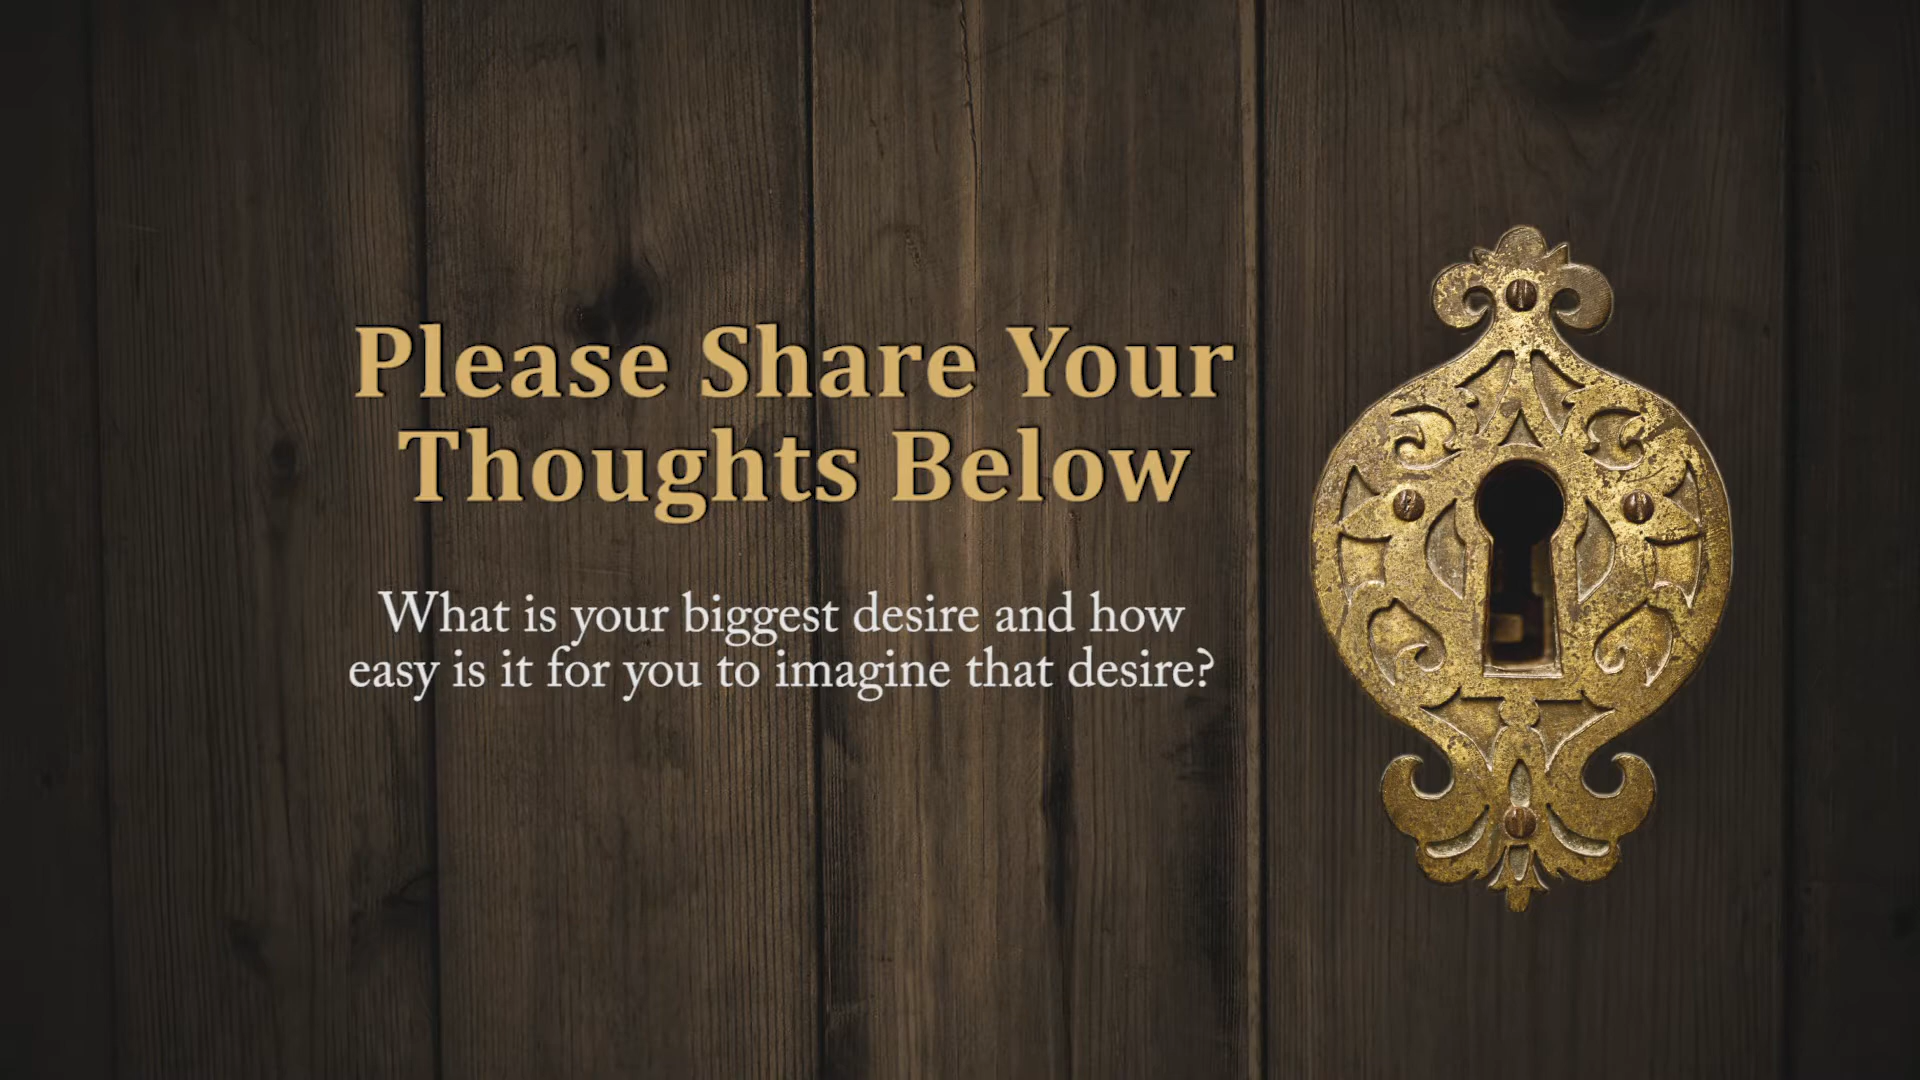 Please Share Your
Thoughts Below
What is your biggest desire and how
easy is it for you to imagine that desire?